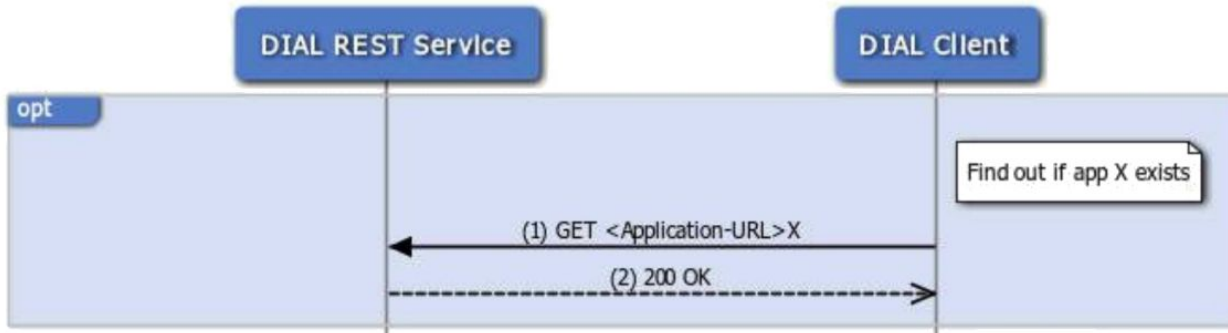 DIAL REST Service
DIAL Client
opt
Find out if app X exists
(1) GET <Application-URL>X
(2) 200 OK